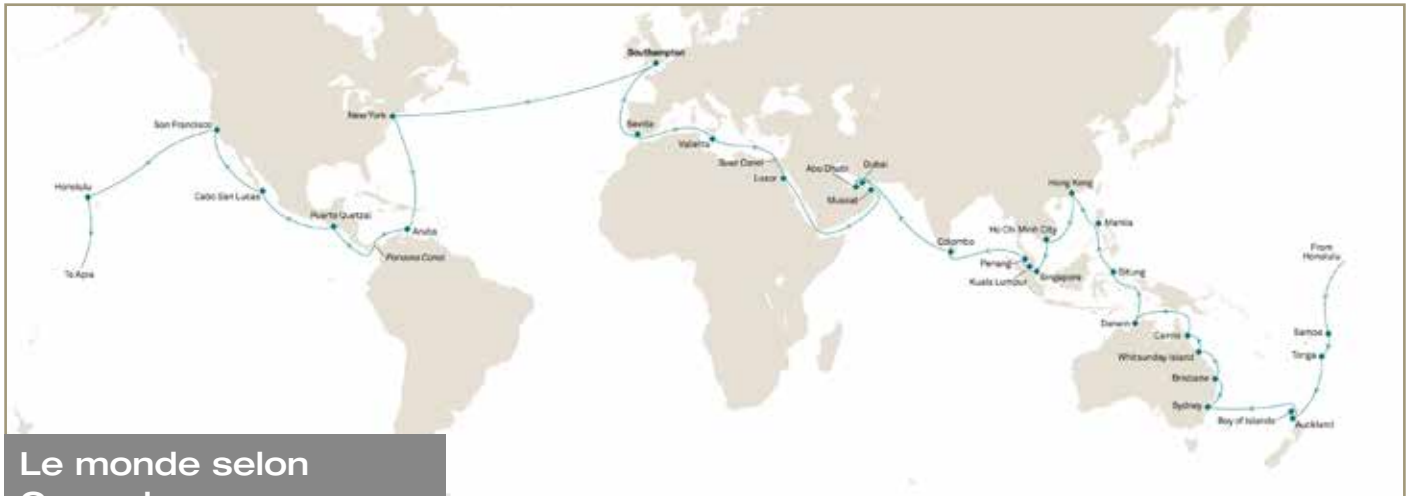 Southampton
New York
San Francisco
Sevilla
Valletta
Suez Canal
Luxor
Abu Dhabi
Dubai
Muscat
Honolulu
Cabo San Lucas
Puerto Quetzal
Aruba
Panama Canal
To Apia
Hong Kong
Manila
Ho Chi Minh City
Colombo
Penang
Kuala Lumpur
Singapore
Bitung
From
Honolulu
Darwin
Cairns
Samoa
Whitsunday Island
Tonga
Brisbane
Sydney
Bay of Islands
Auckland
Le monde selon